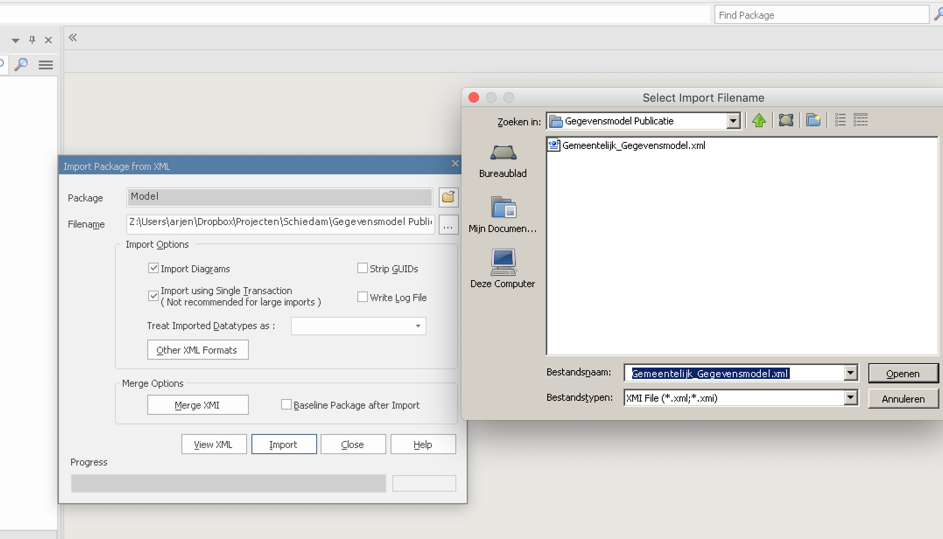 Find Package
Select Import Filename
Zoeken in: Gegevensmodel Publicatie
Gemeentelijk_Gegevensmodel.xml
Bureaublad
Mijn Documen...
Deze Computer
Bestandsnaam: Gemeentelijk_Gegevensmodel.xml Openen
Bestandstypen: XMI File (*.xml;*.xmi) Annuleren
Import Package from XML
Package Model
Filename Z:\Users\arjen\Dropbox\Projecten\Schiedam\Gegevensmodel Public ...
Import Options
Import Diagrams Strip GUIDs
Import using Single Transaction
( Not recommended for large imports ) Write Log File
Treat Imported Datatypes as :
Other XML Formats
Merge Options
Merge XMI Baseline Package after Import
View XML Import Close Help
Progress